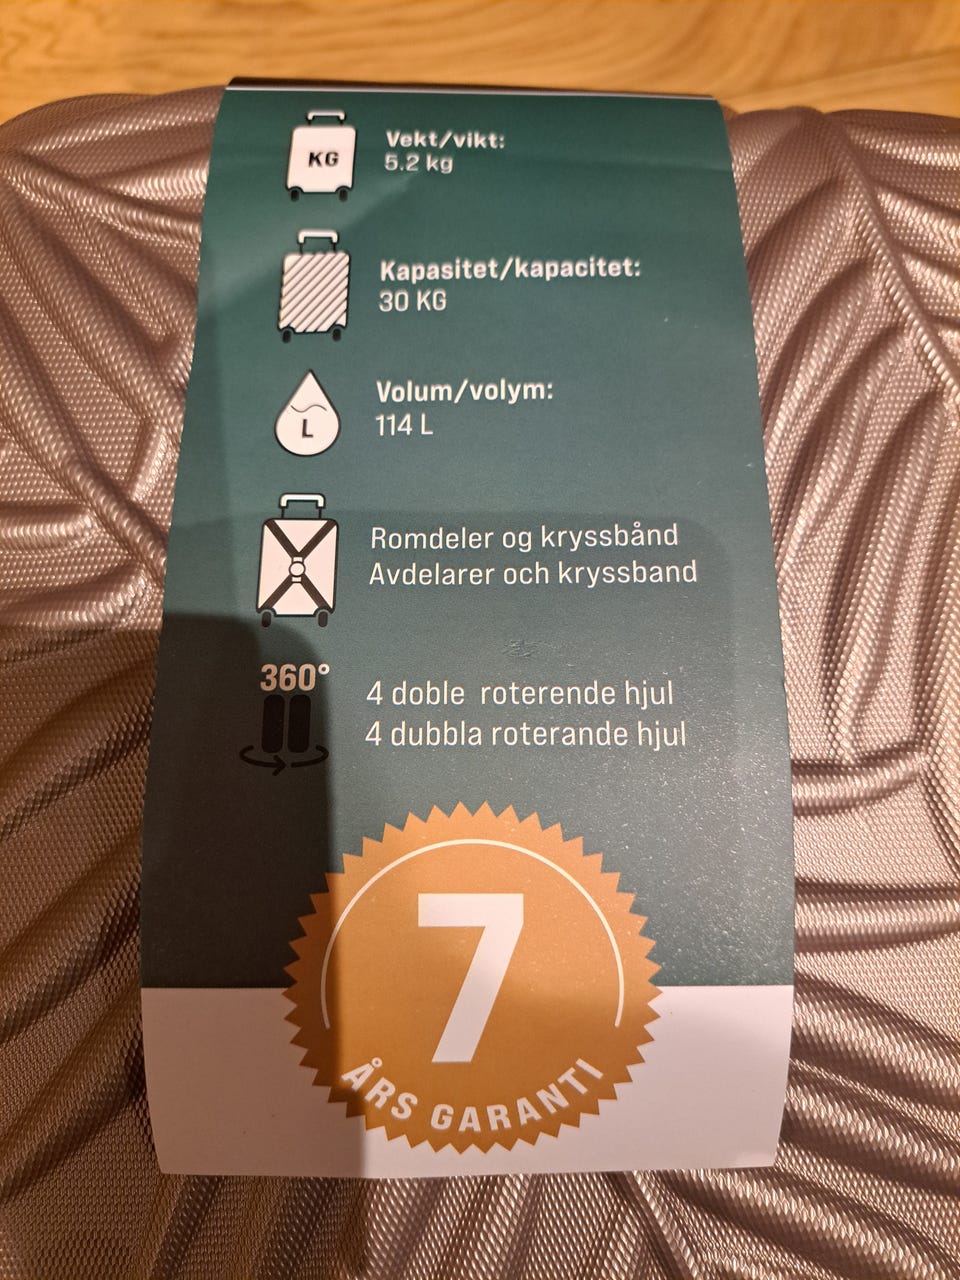 KG
Vekt/vikt:
5.2 kg
Kapasitet/kapacitet:
30 KG
L
Volum/volym:
114 L
Romdeler og kryssbånd
Avdelarer och kryssband
360°
4 doble roterende hjul
4 dubbla roterande hjul
7
ÅRS GARANTI